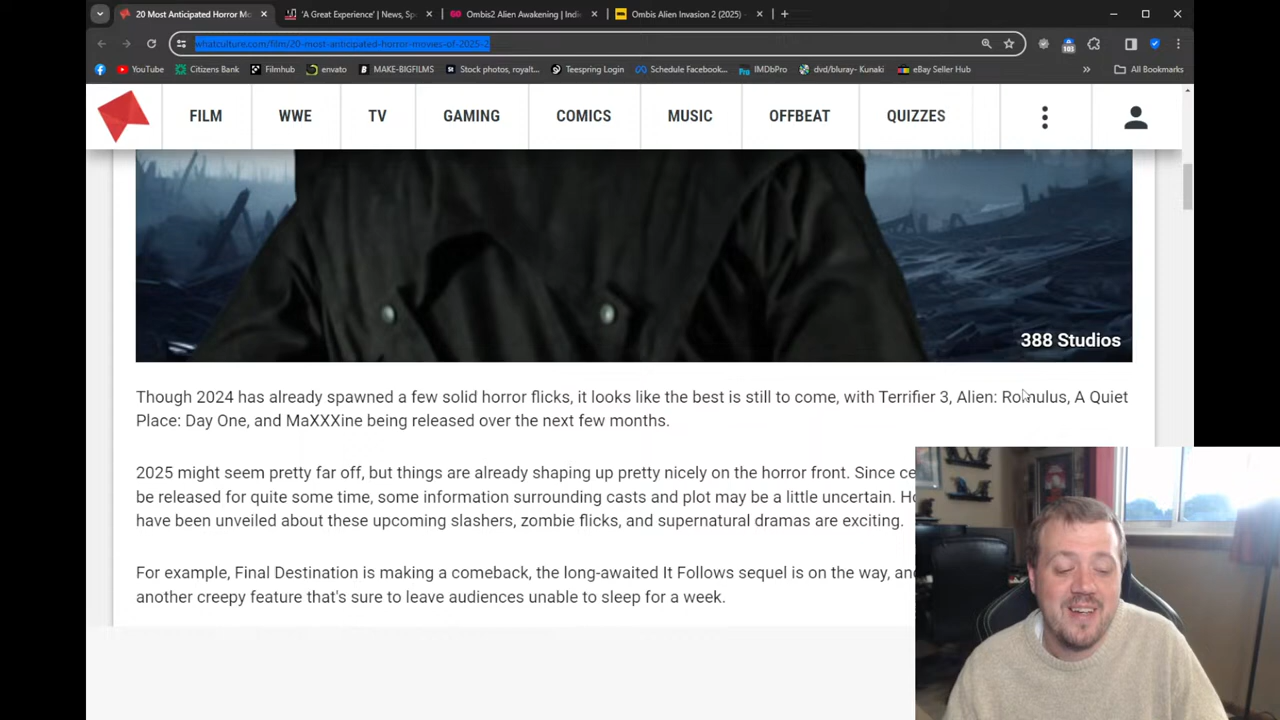 20 Most Anticipated Horror Mo
'A Great Experience' | News, Spo
Ombis2 Alien Awakening | Indie
Ombis Alien Invasion 2 (2025) -
whatculture.com/film/20-most-anticipated-horror-movies-of-2025-2
YouTube
Citizens Bank
Filmhub
envato
MAKE-BIGFILMS
Stock photos, royalt...
Teespring Login
Schedule Facebook...
IMDbPro
dvd/bluray- Kunaki
eBay Seller Hub
All Bookmarks
FILM
WWE
TV
GAMING
COMICS
MUSIC
OFFBEAT
QUIZZES
388 Studios
Though 2024 has already spawned a few solid horror flicks, it looks like the best is still to come, with Terrifier 3, Alien: Romulus, A Quiet
Place: Day One, and MaXXXine being released over the next few months.
2025 might seem pretty far off, but things are already shaping up pretty nicely on the horror front. Since ce
be released for quite some time, some information surrounding casts and plot may be a little uncertain. Ho
have been unveiled about these upcoming slashers, zombie flicks, and supernatural dramas are exciting.
For example, Final Destination is making a comeback, the long-awaited It Follows sequel is on the way, an
another creepy feature that's sure to leave audiences unable to sleep for a week.